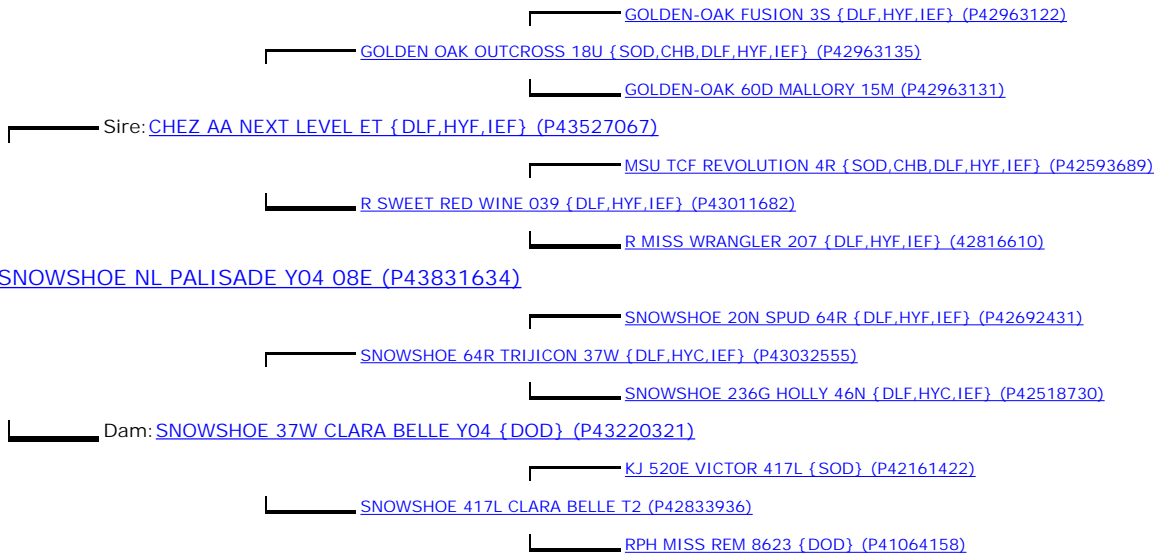 GOLDEN-OAK FUSION 3S {DLF,HYF,IEF} (P42963122)
GOLDEN OAK OUTCROSS 18U {SOD,CHB,DLF,HYF,IEF} (P42963135)
GOLDEN-OAK 60D MALLORY 15M (P42963131)
Sire: CHEZ AA NEXT LEVEL ET {DLF,HYF,IEF} (P43527067)
MSU TCF REVOLUTION 4R {SOD,CHB,DLF,HYF,IEF} (P42593689)
R SWEET RED WINE 039 {DLF,HYF,IEF} (P43011682)
R MISS WRANGLER 207 {DLF,HYF,IEF} (42816610)
SNOWSHOE NL PALISADE Y04 08E (P43831634)
SNOWSHOE 20N SPUD 64R {DLF,HYF,IEF} (P42692431)
SNOWSHOE 64R TRIJICON 37W {DLF,HYC,IEF} (P43032555)
SNOWSHOE 236G HOLLY 46N {DLF,HYC,IEF} (P42518730)
Dam: SNOWSHOE 37W CLARA BELLE Y04 {DOD} (P43220321)
KJ 520E VICTOR 417L {SOD} (P42161422)
SNOWSHOE 417L CLARA BELLE T2 (P42833936)
RPH MISS REM 8623 {DOD} (P41064158)